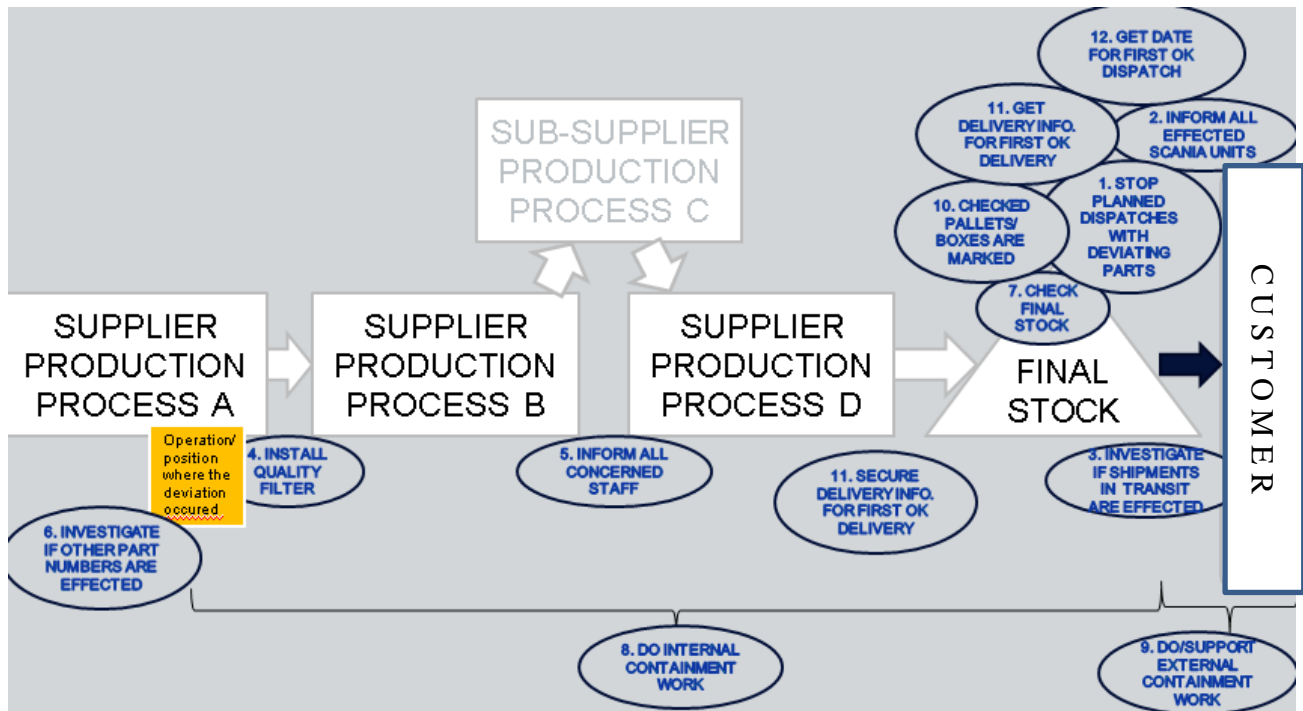 12. GET DATE
FOR FIRST OK
DISPATCH
11. GET
DELIVERY INFO.
FOR FIRST OK
DELIVERY
2. INFORM ALL
EFFECTED
SCANIA UNITS
SUB-SUPPLIER
PRODUCTION
PROCESS C
10. CHECKED
PALLETS/
BOXES ARE
MARKED
1. STOP
PLANNED
DISPATCHES
WITH
DEVIATING
PARTS
7. CHECK
FINAL
STOCK
SUPPLIER
PRODUCTION
PROCESS A
SUPPLIER
PRODUCTION
PROCESS B
SUPPLIER
PRODUCTION
PROCESS D
FINAL
STOCK
CUSTOMER
Operation/
position
where the
deviation
occured
4. INSTALL
QUALITY
FILTER
5. INFORM ALL
CONCERNED
STAFF
11. SECURE
DELIVERY INFO.
FOR FIRST OK
DELIVERY
3. INVESTIGATE
IF SHIPMENTS
IN TRANSIT
ARE EFFECTED
6. INVESTIGATE
IF OTHER PART
NUMBERS ARE
EFFECTED
8. DO INTERNAL
CONTAINMENT
WORK
9. DO/SUPPORT
EXTERNAL
CONTAINMENT
WORK